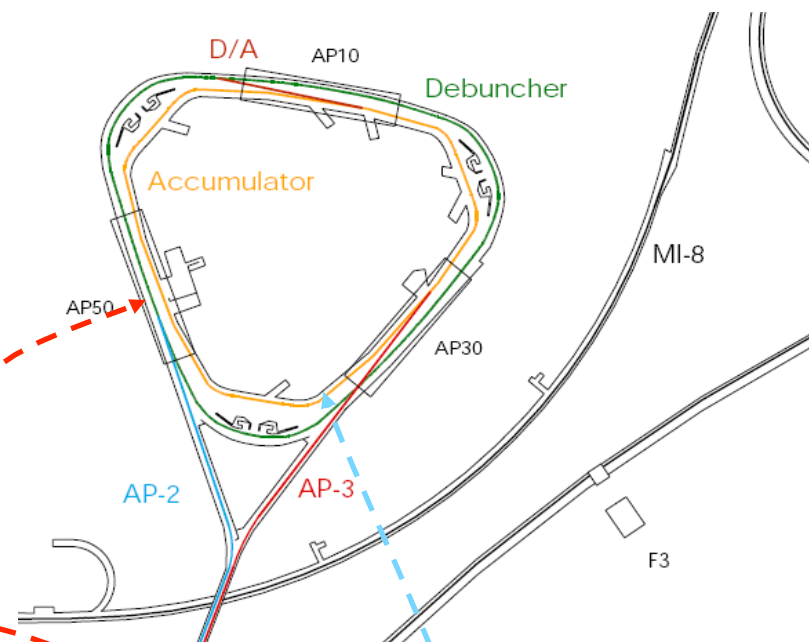 D/A
AP10
Debuncher
Accumulator
MI-8
AP50
AP30
AP-2
AP-3
F3